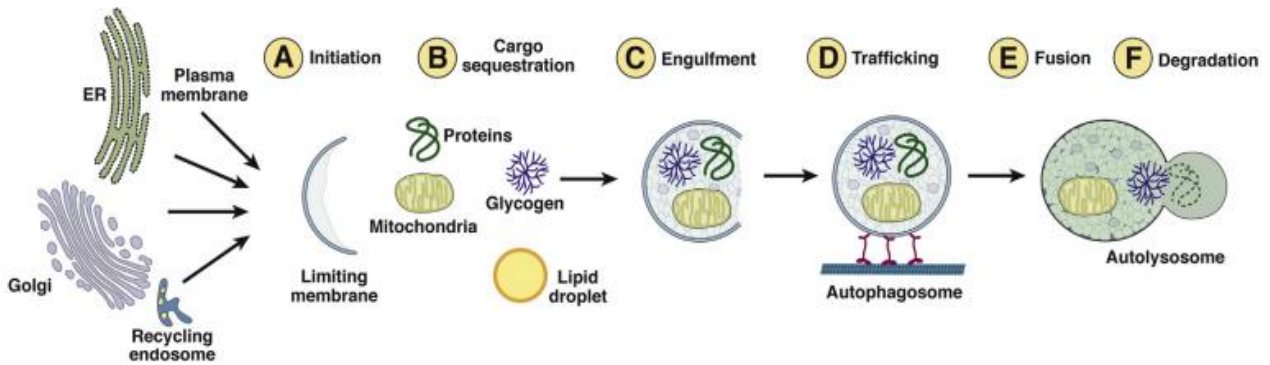 A Initiation
B Cargo
sequestration
C Engulfment
D Trafficking
E Fusion
F Degradation
ER
Plasma
membrane
Golgi
Recycling
endosome
Limiting
membrane
Proteins
Mitochondria
Glycogen
Lipid
droplet
Autophagosome
Autolysosome